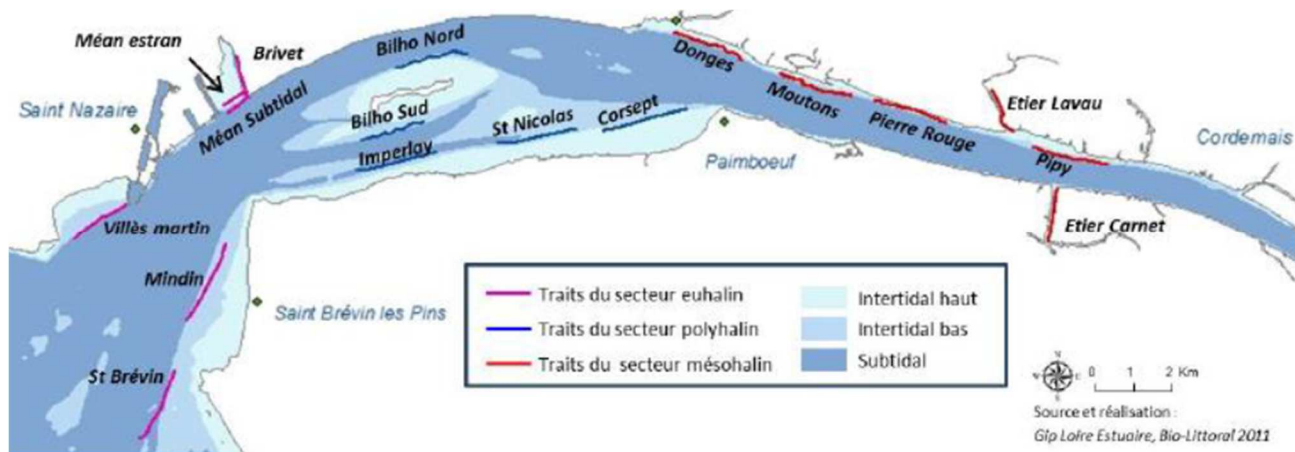 Méan estran
Brivet
Bilho Nord
Donges
Saint Nazaire
Méan Subtidal
Bilho Sud
St Nicolas
Corsept
Moutons
Etier Lavau
Imperlay
Pierre Rouge
Cordemais
Paimboeuf
Pipy
Villès martin
Etier Carnet
Mindin
Saint Brévin les Pins
St Brévin
Traits du secteur euhalin
Traits du secteur polyhalin
Traits du secteur mésohalin
Intertidal haut
Intertidal bas
Subtidal
N
0 1 2 Km
Source et réalisation :
Gip Loire Estuaire, Bio-Littoral 2011